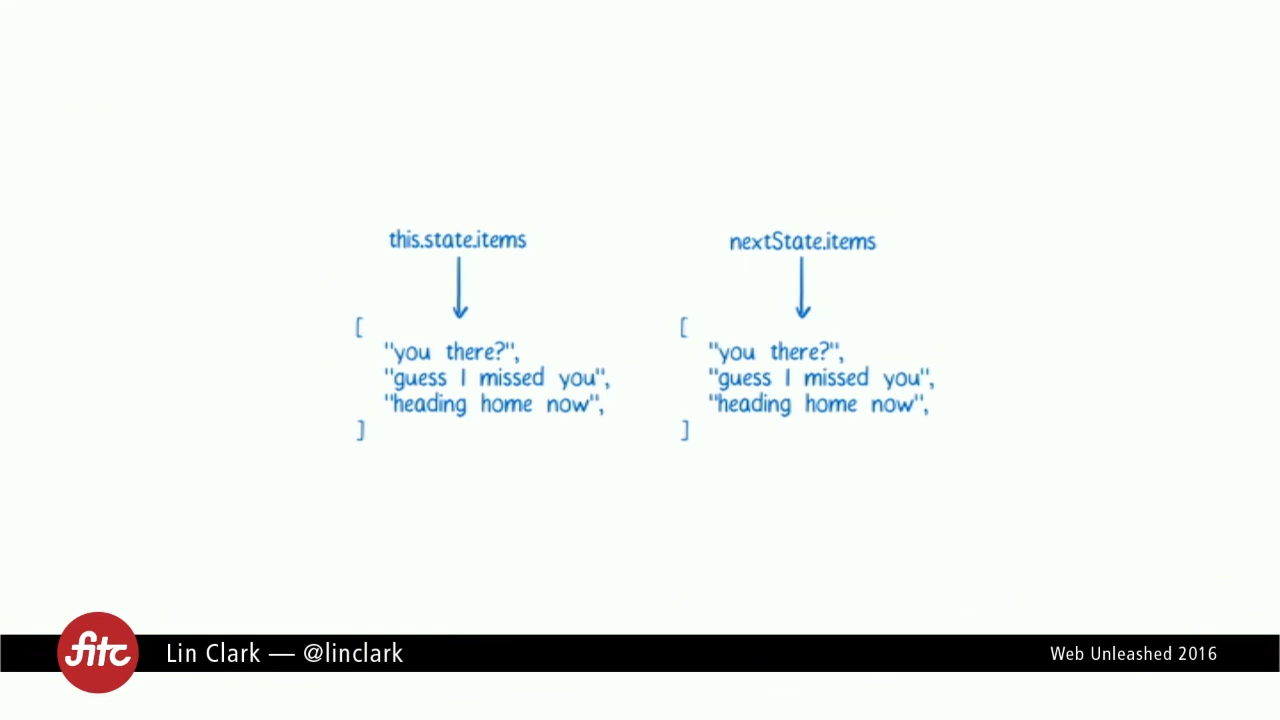 this.state.items
[
"you there?",
"guess I missed you",
"heading home now",
]
nextState.items
[
"you there?",
"guess I missed you",
"heading home now",
]
fitc
Lin Clark — @linclark
Web Unleashed 2016